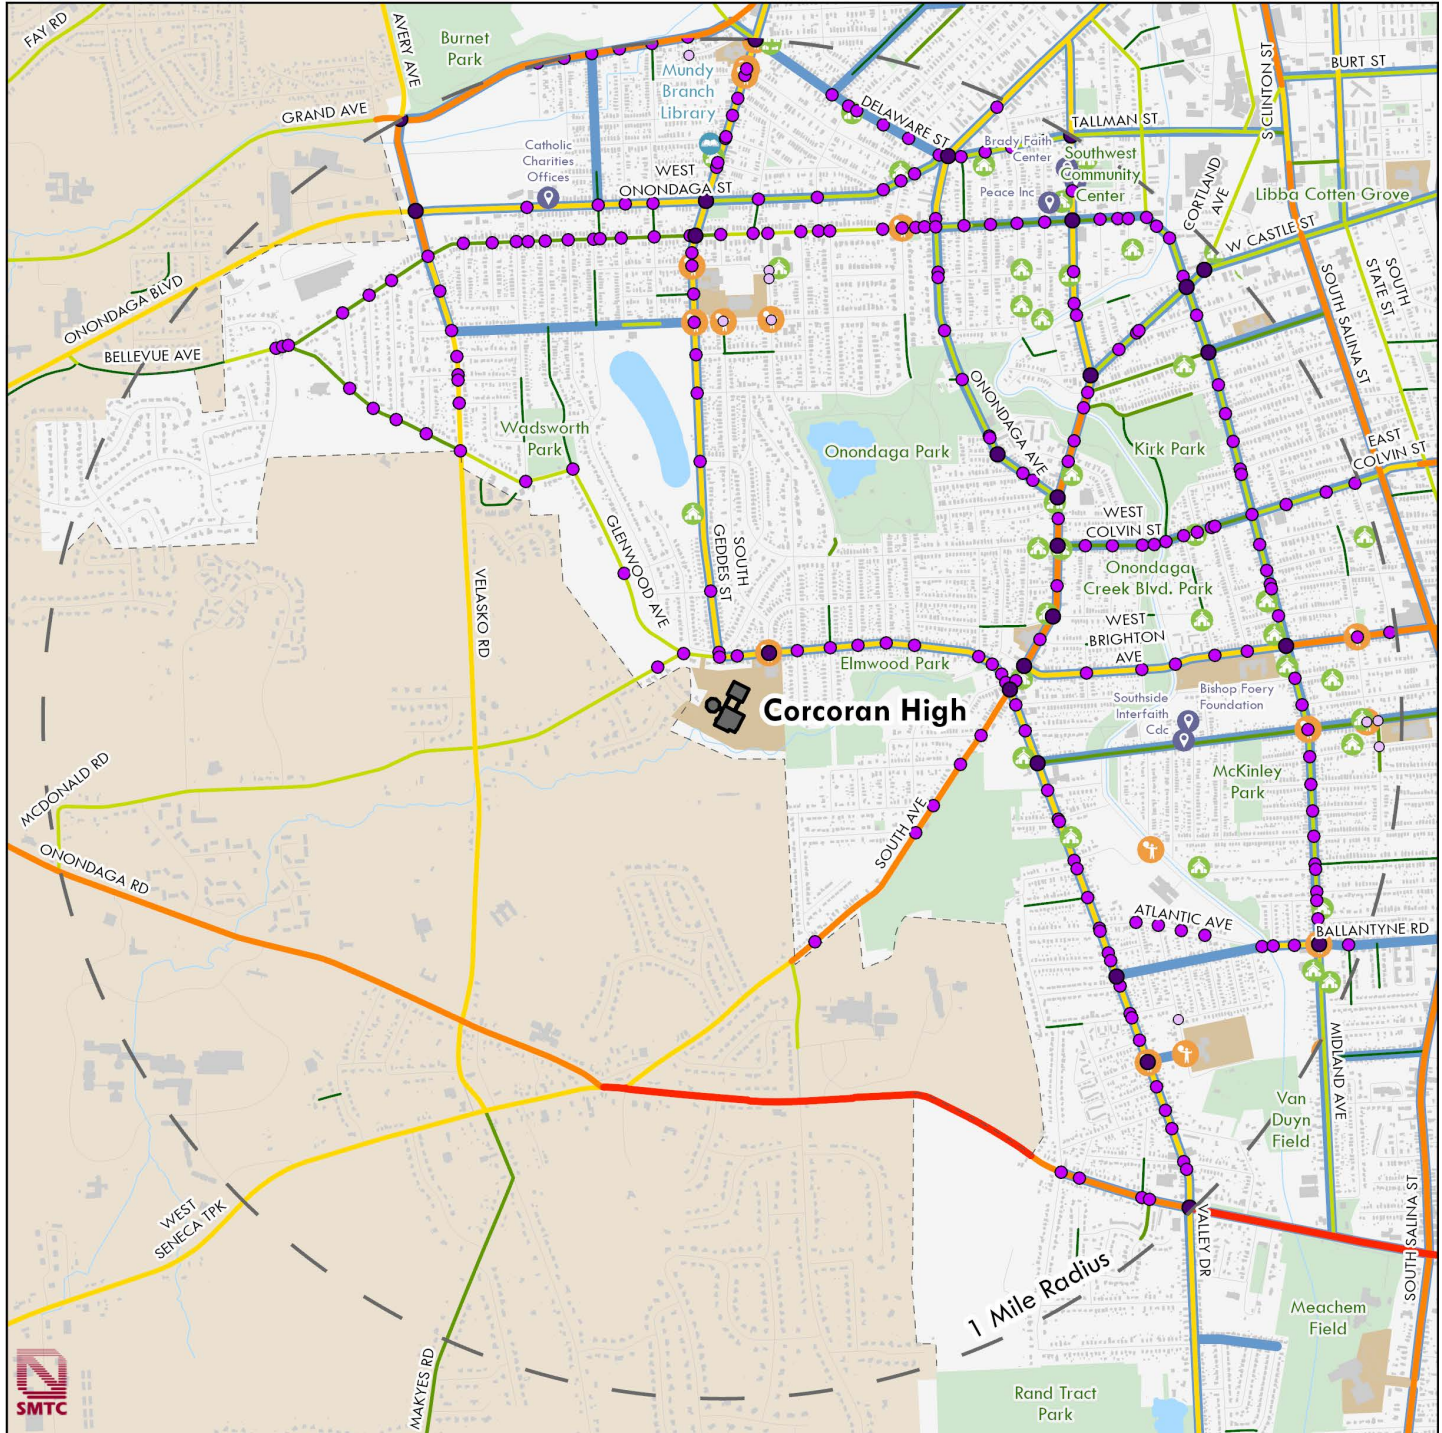 FAY RD
AVERY AVE
Burnet
Park
GRAND AVE
Mundy
Branch
Library
DELAWARE ST
S CLINTON ST
BURT ST
TALLMAN ST
Catholic
Charities
Offices
WEST
ONONDAGA ST
Brady Faith
Center
Peace Inc
Southwest
Community
Center
CORTLAND
AVE
Libba Cotten Grove
W CASTLE ST
ONONDAGA BLVD
BELLEVUE AVE
SOUTH SALINA ST
SOUTH
STATE ST
Wadsworth
Park
Onondaga Park
ONONDAGA AVE
Kirk Park
EAST
COLVIN ST
WEST
COLVIN ST
GLENWOOD AVE
SOUTH
GEDDES ST
VELASKO RD
Onondaga
Creek Blvd. Park
WEST
BRIGHTON
AVE
Elmwood Park
Corcoran High
Southside
Interfaith
Cdc
Bishop Foery
Foundation
McKinley
Park
MCDONALD RD
ONONDAGA RD
SOUTH AVE
ATLANTIC AVE
BALLANTYNE RD
MIDLAND AVE
Van
Duyn
Field
WEST
SENECA TPK
VALLEY DR
SOUTH SALINA ST
1 Mile Radius
Meachem
Field
MAKYES RD
Rand Tract
Park
SMTC